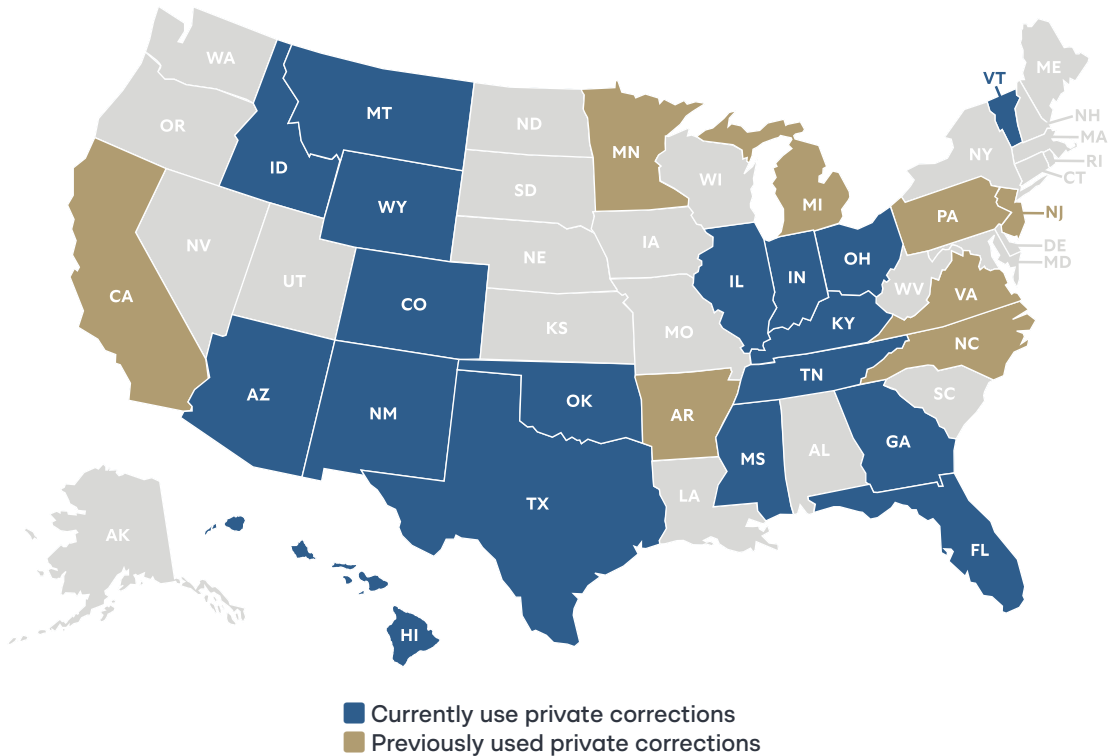 WA
MT
ND
MN
VT
ME
OR
ID
SD
WI
MI
NY
NH
MA
RI
CT
WY
NV
UT
CO
NE
IA
IL
IN
OH
PA
NJ
DE
MD
WV
VA
CA
KS
MO
KY
NC
AZ
NM
OK
AR
TN
SC
MS
AL
GA
TX
LA
FL
AK
HI
Currently use private corrections
Previously used private corrections